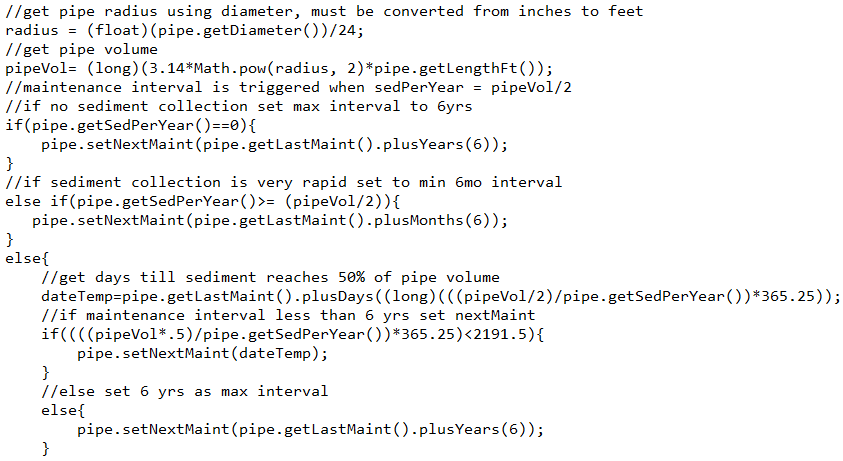 //get pipe radius using diameter, must be converted from inches to feet
radius = (float)(pipe.getDiameter())/24;
//get pipe volume
pipeVol= (long)(3.14*Math.pow(radius, 2)*pipe.getLengthFt());
//maintenance interval is triggered when sedPerYear = pipeVol/2
//if no sediment collection set max interval to 6yrs
if(pipe.getSedPerYear()==0){
    pipe.setNextMaint(pipe.getLastMaint().plusYears(6));
}
//if sediment collection is very rapid set to min 6mo interval
else if(pipe.getSedPerYear()>= (pipeVol/2)){
   pipe.setNextMaint(pipe.getLastMaint().plusMonths(6));
}
else{
    //get days till sediment reaches 50% of pipe volume
    dateTemp=pipe.getLastMaint().plusDays((long)(((pipeVol/2)/pipe.getSedPerYear())*365.25));
    //if maintenance interval less than 6 yrs set nextMaint
    if((((pipeVol*.5)/pipe.getSedPerYear())*365.25)<2191.5){
        pipe.setNextMaint(dateTemp);
    }
    //else set 6 yrs as max interval
    else{
        pipe.setNextMaint(pipe.getLastMaint().plusYears(6));
    }